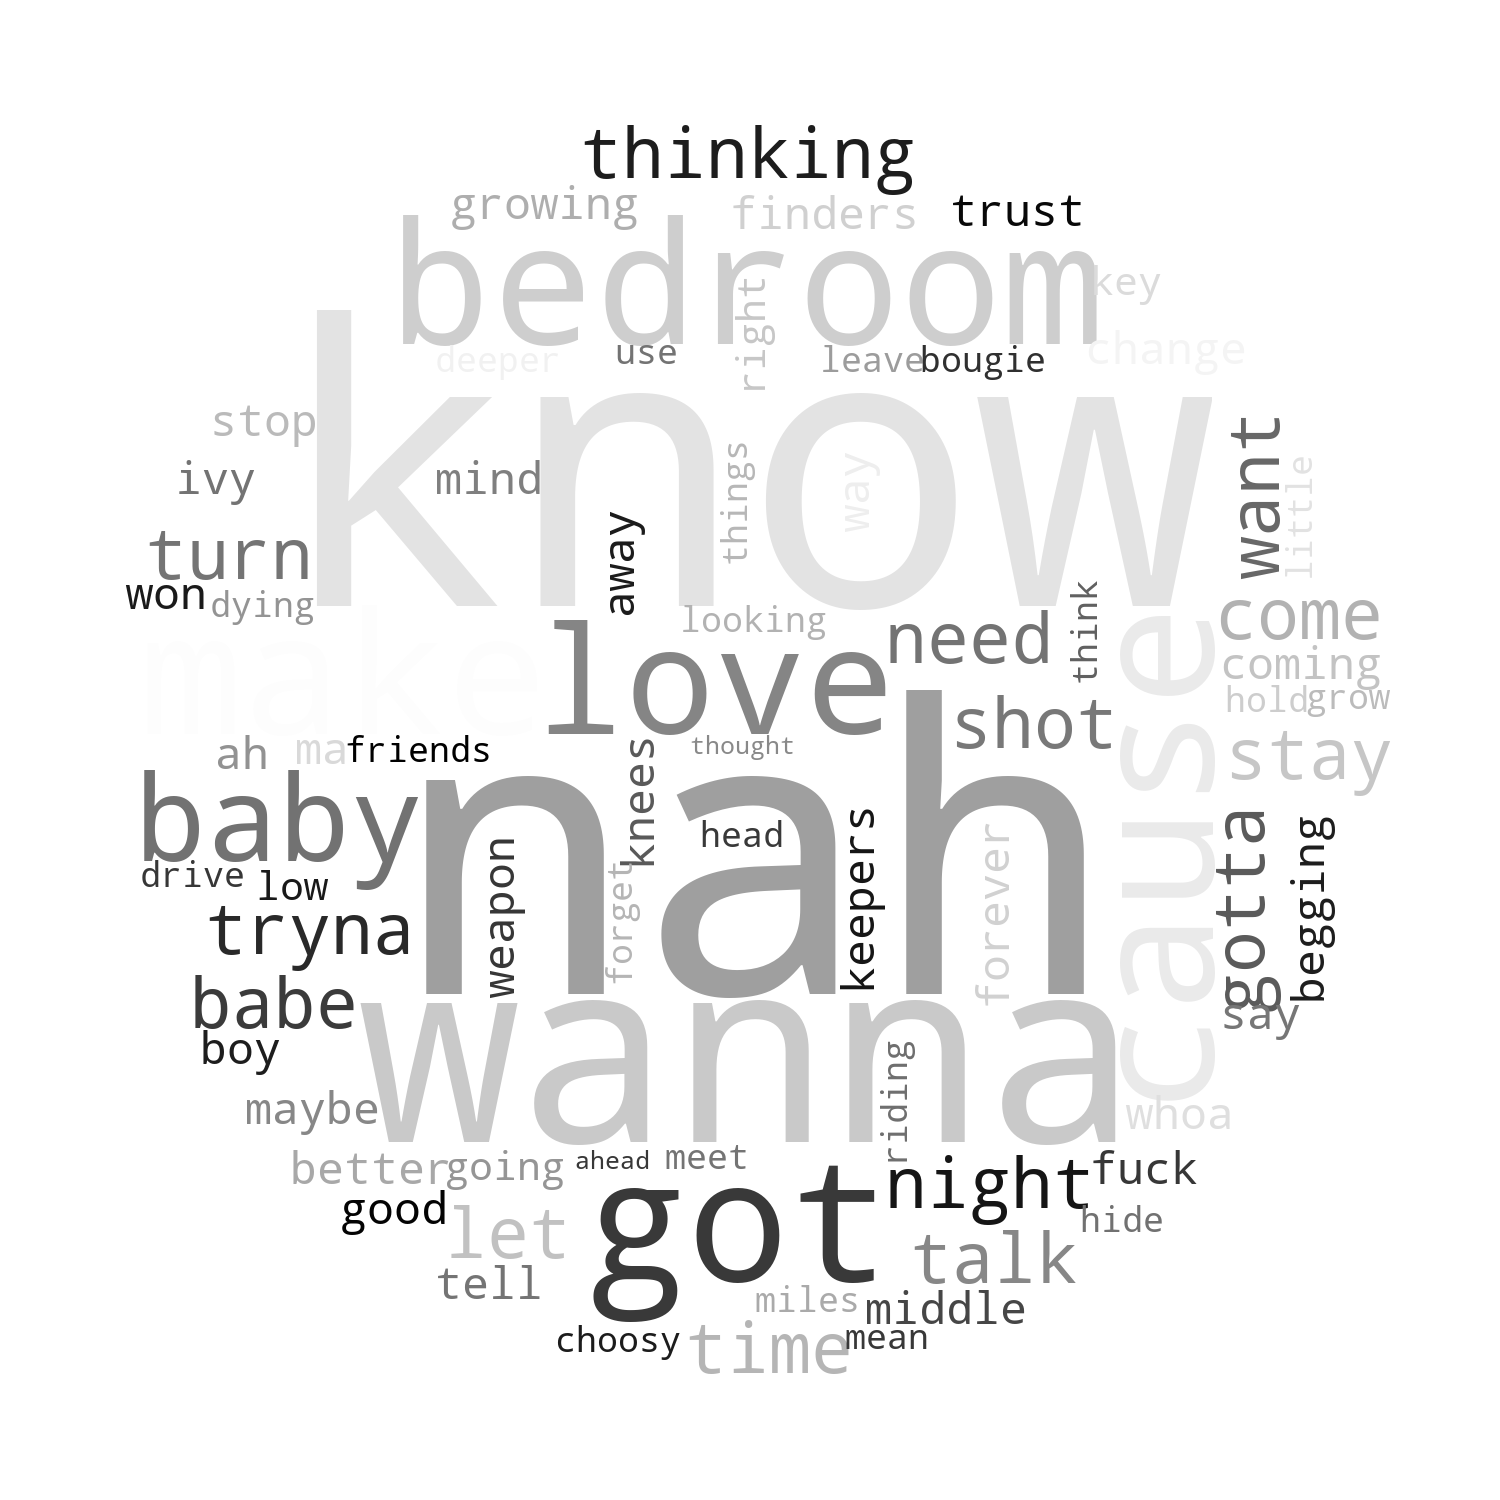 thinking
growing
finders
trust
bedroom
key
right
deeper
use
leave
bougie
change
know
stop
ivy
mind
things
way
want
little
turn
away
won
dying
make
looking
love
need
think
come
coming
hold
grow
cause
shot
stay
ah
ma
friends
thought
knees
baby
nah
head
keepers
forever
gotta
begging
drive
low
weapon
forget
tryna
babe
wanna
say
boy
riding
maybe
whoa
better
going
ahead
meet
night
fuck
good
let
got
hide
talk
tell
miles
middle
choosy
time
mean